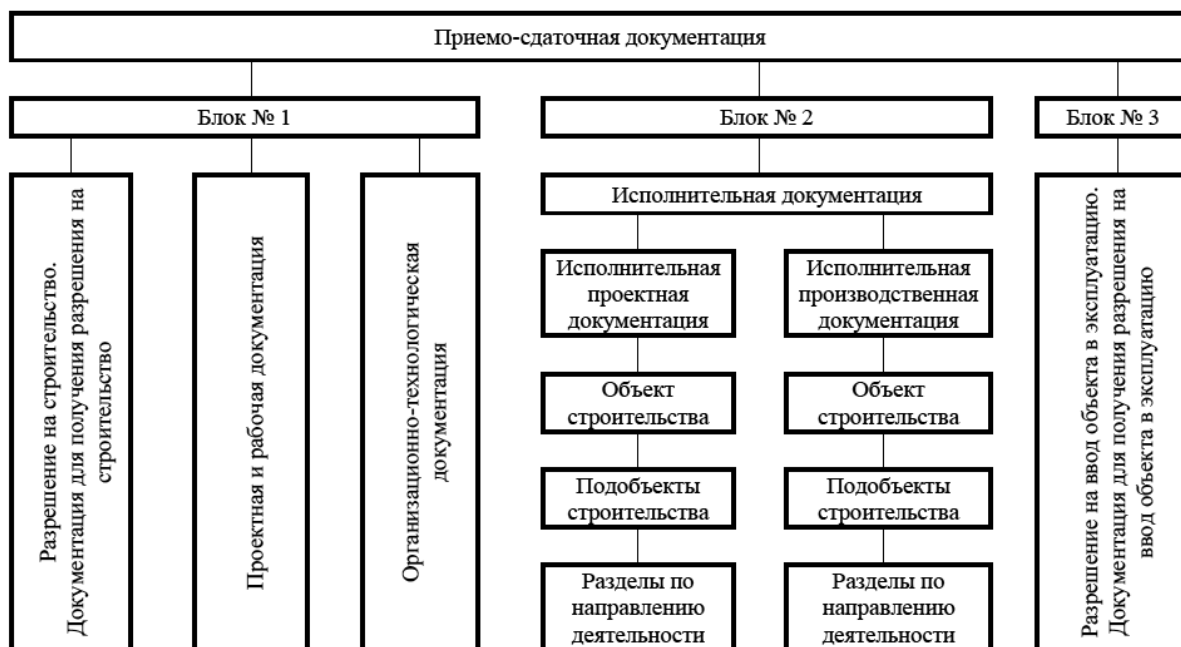 Приемо-сдаточная документация
Блок № 1
Блок № 2
Блок № 3
Разрешение на строительство.
Документация для получения разрешения на
строительство
Проектная и рабочая документация
Организационно-технологическая
документация
Исполнительная документация
Исполнительная
проектная
документация
Исполнительная
производственная
документация
Объект
строительства
Объект
строительства
Подобъекты
строительства
Подобъекты
строительства
Разделы по
направлению
деятельности
Разделы по
направлению
деятельности
Разрешение на ввод объекта в эксплуатацию.
Документация для получения разрешения на
ввод объекта в эксплуатацию